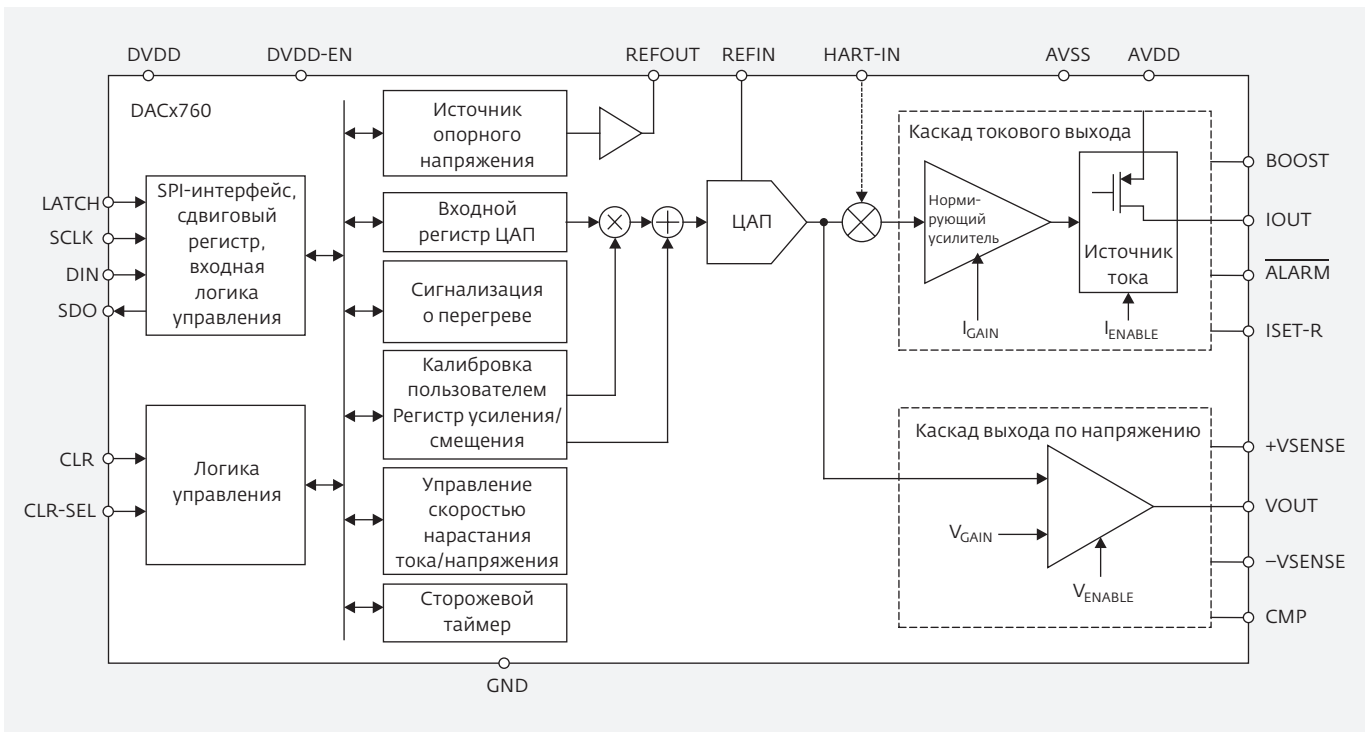 DVDD
DVDD-EN
REFOUT
REFIN
HART-IN
AVSS
AVDD
DACx760
LATCH
SCLK
DIN
SDO
SPI-интерфейс,
сдвиговый
регистр,
входная
логика
управления
CLR
CLR-SEL
Логика
управления
Источник
опорного
напряжения
Входной
регистр ЦАП
Сигнализация
о перегреве
Калибровка
пользователем
Регистр усиления/
смещения
Управление
скоростью
нарастания
тока/напряжения
Сторожевой
таймер
ЦАП
Каскад токового выхода
Норми-
рующий
усилитель
IGAIN
Источник
тока
IENABLE
Каскад выхода по напряжению
VGAIN
VENABLE
BOOST
IOUT
ALARM
ISET-R
+VSENSE
VOUT
–VSENSE
CMP
GND